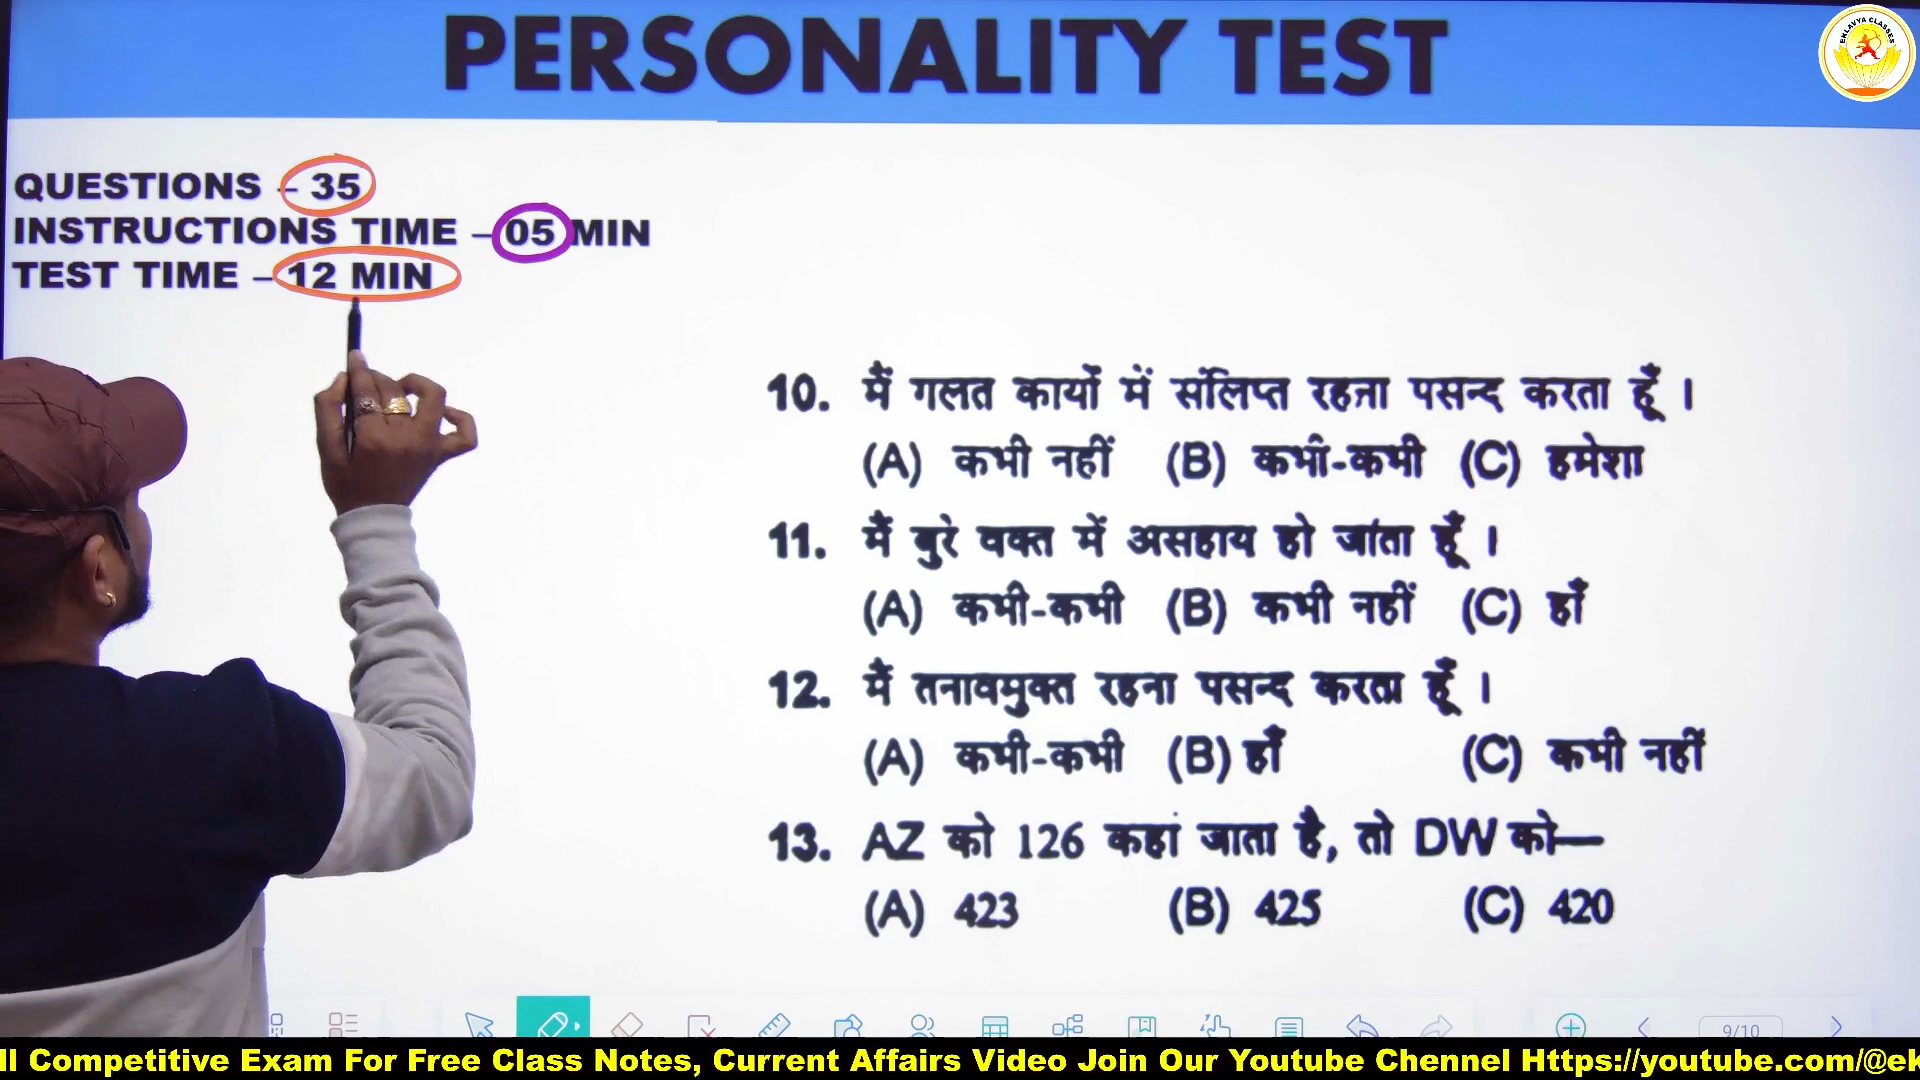 PERSONALITY TEST
EKLAVYA CLASSES
QUESTIONS – 35
INSTRUCTIONS TIME – 05 MIN
TEST TIME – 12 MIN
10. मैं गलत कार्यों में संलिप्त रहना पसन्द करता हूँ ।
(A) कभी नहीं (B) कभी-कभी (C) हमेशा
11. मैं बुरे वक्त में असहाय हो जाता हूँ ।
(A) कभी-कभी (B) कभी नहीं (C) हाँ
12. मैं तनावमुक्त रहना पसन्द करता हूँ ।
(A) कभी-कभी (B) हाँ (C) कभी नहीं
13. AZ को 126 कहा जाता है, तो DW को—
(A) 423 (B) 425 (C) 420
9/10
ll Competitive Exam For Free Class Notes, Current Affairs Video Join Our Youtube Chennel Https://youtube.com/@ek